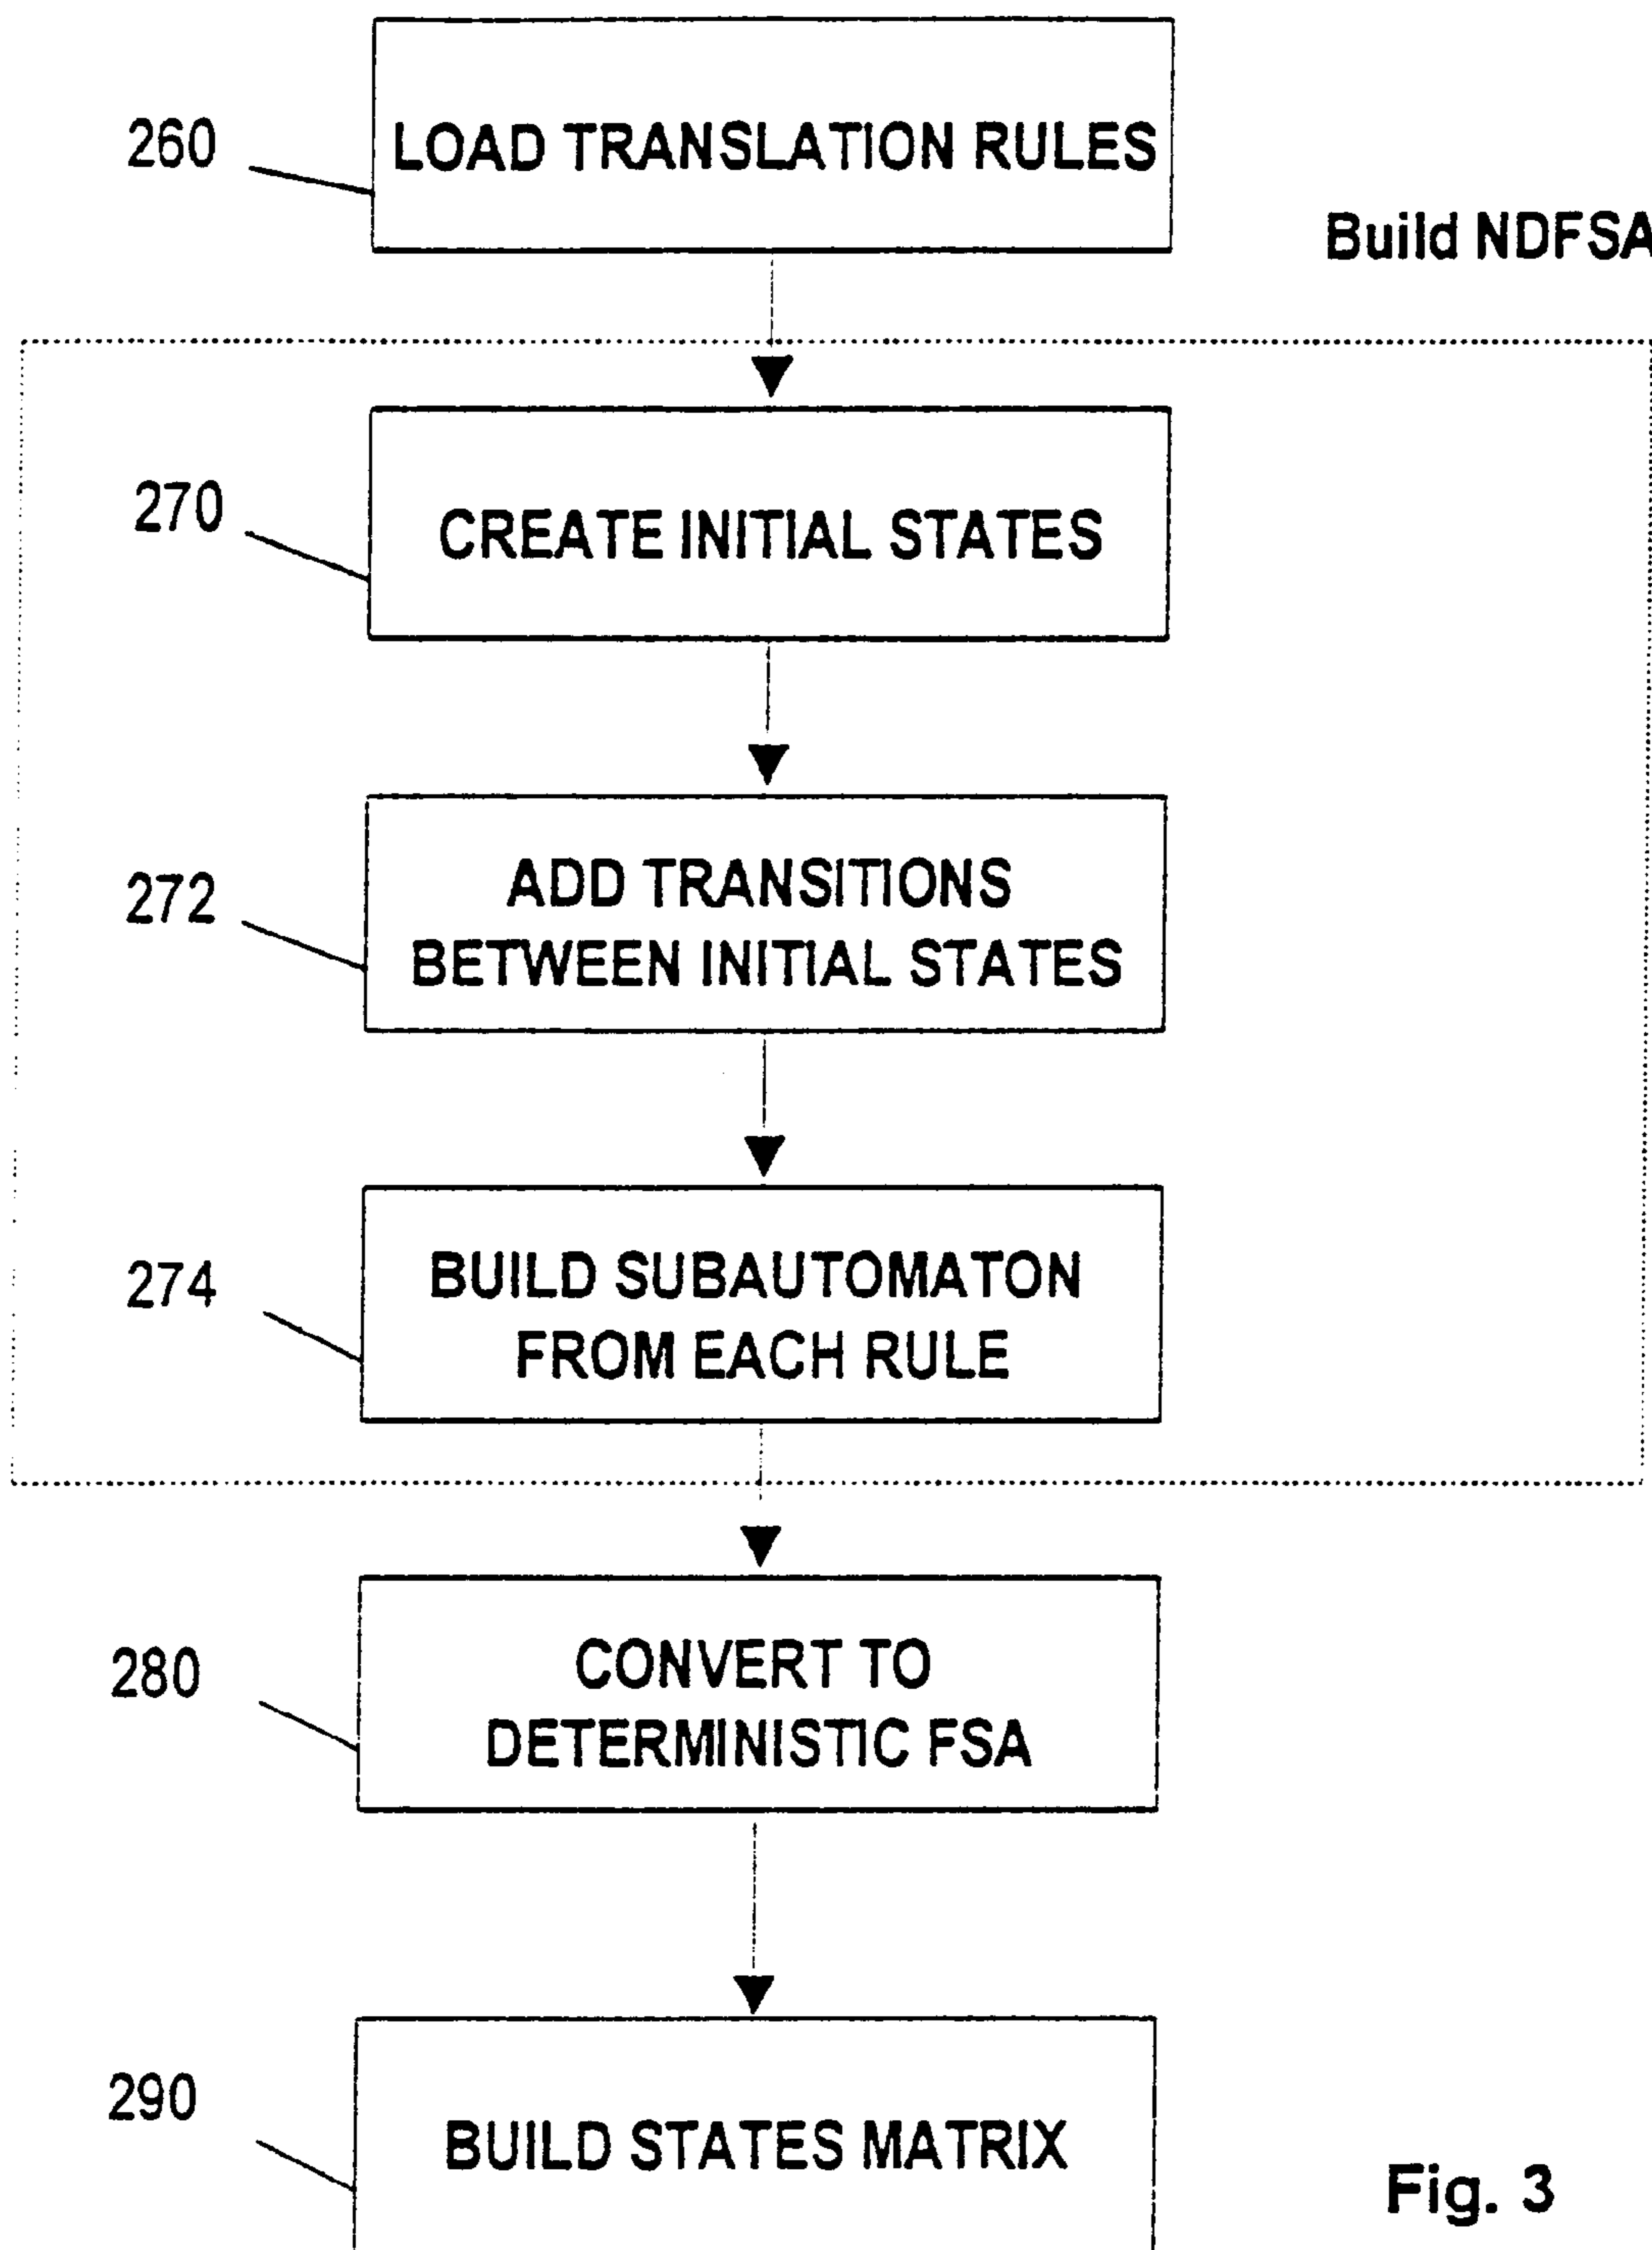 260
LOAD TRANSLATION RULES
Build NDFSA
270
CREATE INITIAL STATES
272
ADD TRANSITIONS
BETWEEN INITIAL STATES
274
BUILD SUBAUTOMATON
FROM EACH RULE
280
CONVERT TO
DETERMINISTIC FSA
290
BUILD STATES MATRIX
Fig. 3